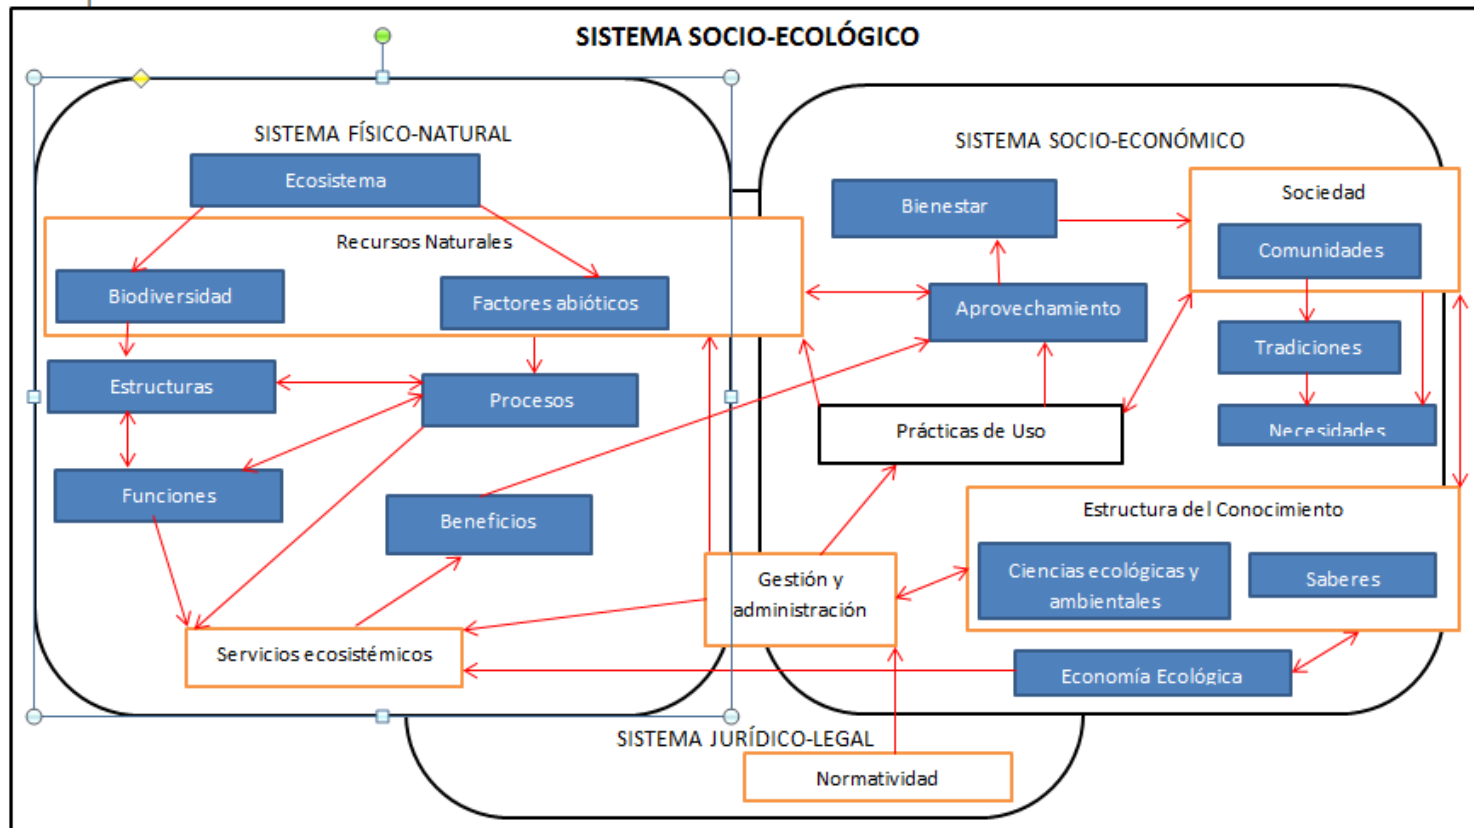 SISTEMA SOCIO-ECOLÓGICO
SISTEMA FÍSICO-NATURAL
Ecosistema
Recursos Naturales
Biodiversidad
Factores abióticos
Estructuras
Procesos
Funciones
Beneficios
Servicios ecosistémicos
SISTEMA SOCIO-ECONÓMICO
Bienestar
Sociedad
Comunidades
Aprovechamiento
Tradiciones
Prácticas de Uso
Necesidades
Estructura del Conocimiento
Ciencias ecológicas y
ambientales
Saberes
Gestión y
administración
Economía Ecológica
SISTEMA JURÍDICO-LEGAL
Normatividad